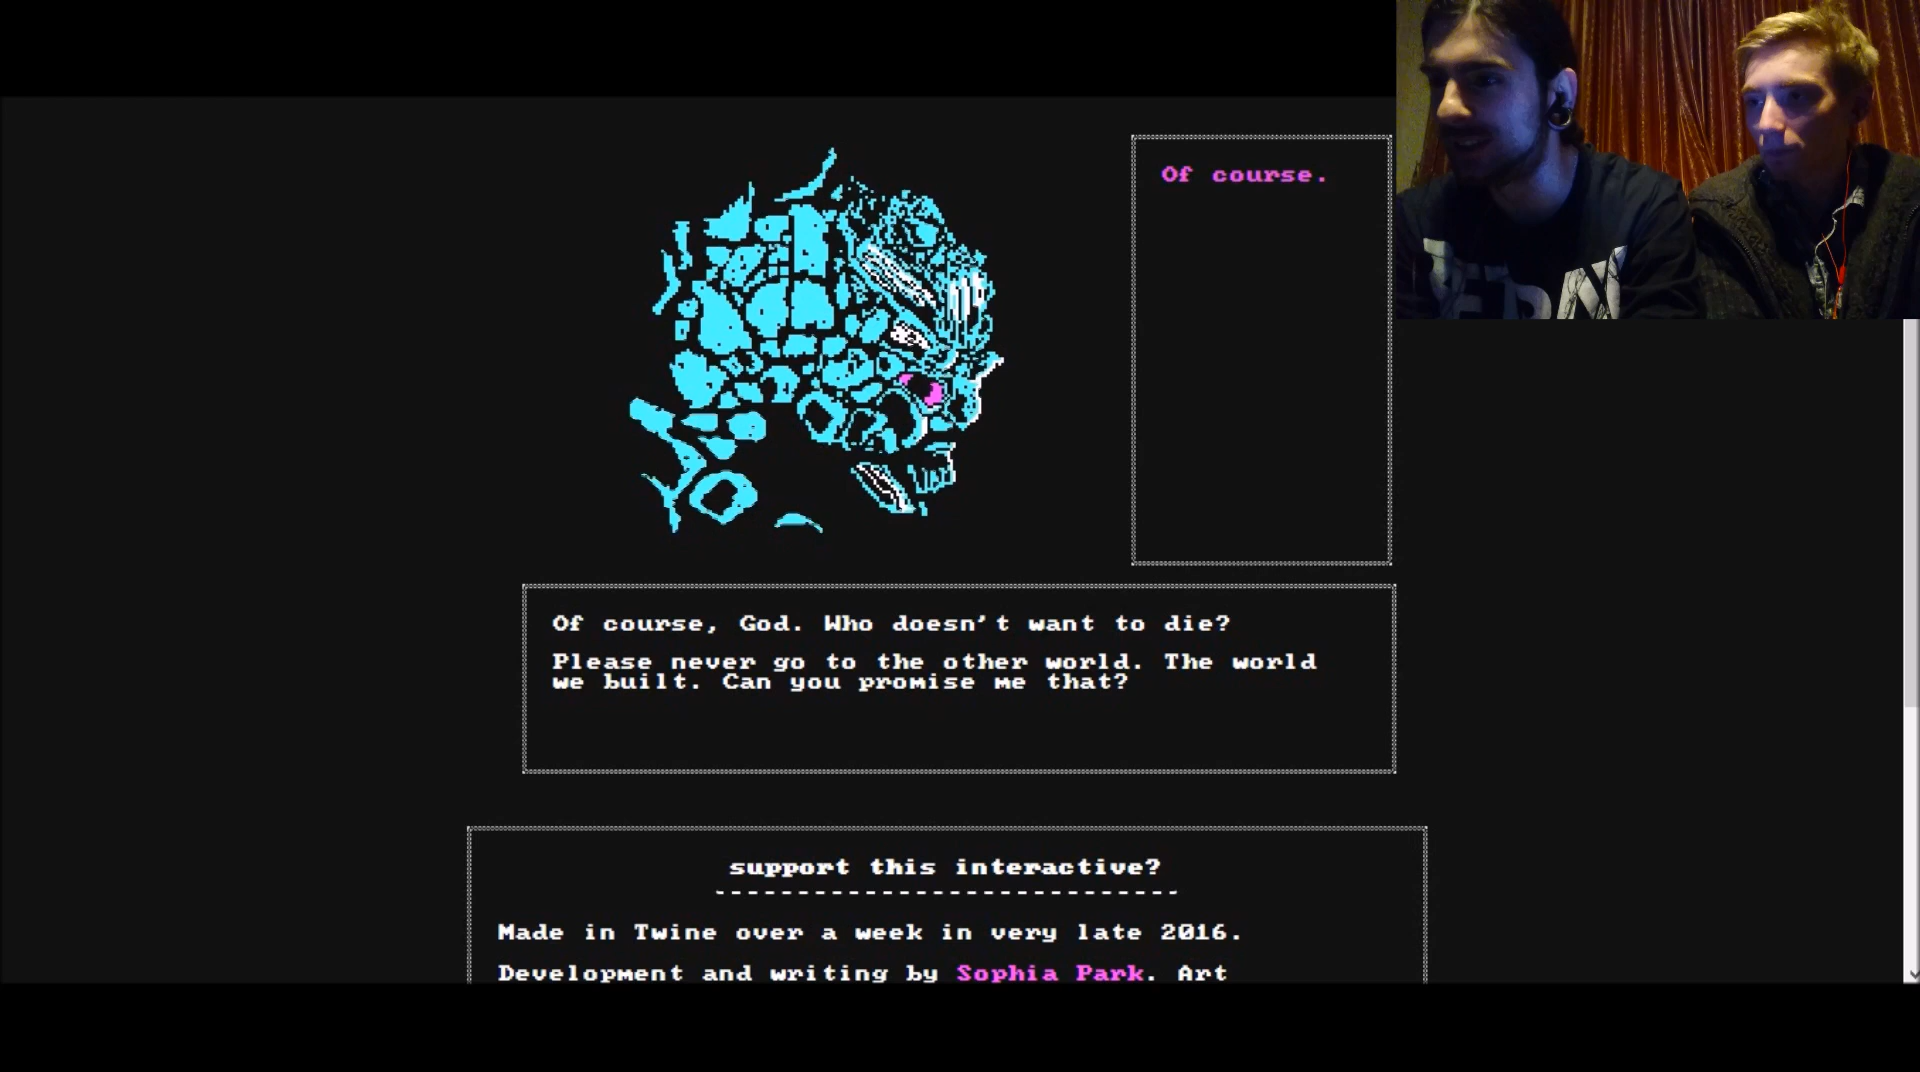 Of course.
Of course, God. Who doesn't want to die?
Please never go to the other world. The world
we built. Can you promise me that?
support this interactive?
---------------------------
Made in Twine over a week in very late 2016.
Development and writing by Sophia Park. Art